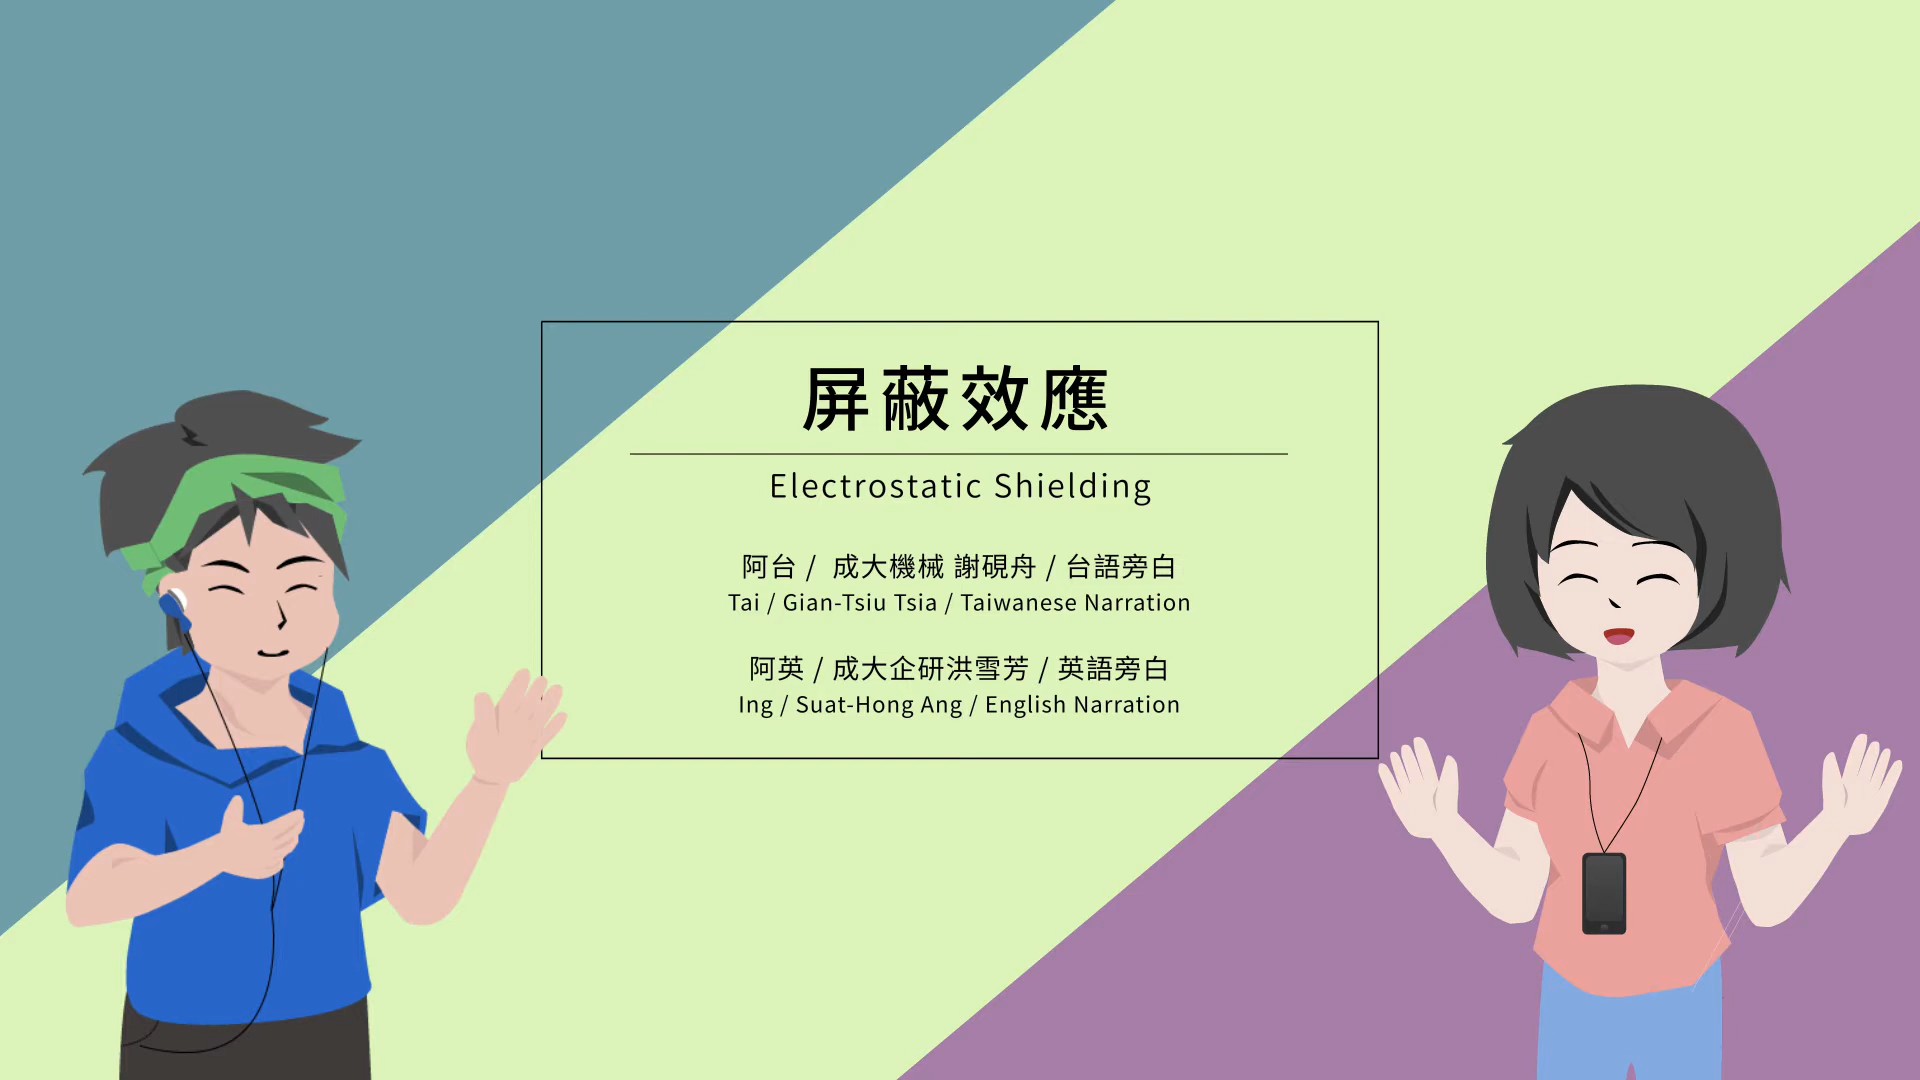 屏蔽效應
Electrostatic Shielding
阿台 / 成大機械 謝硯舟 / 台語旁白
Tai / Gian-Tsiu Tsia / Taiwanese Narration
阿英 / 成大企研洪雪芳 / 英語旁白
Ing / Suat-Hong Ang / English Narration